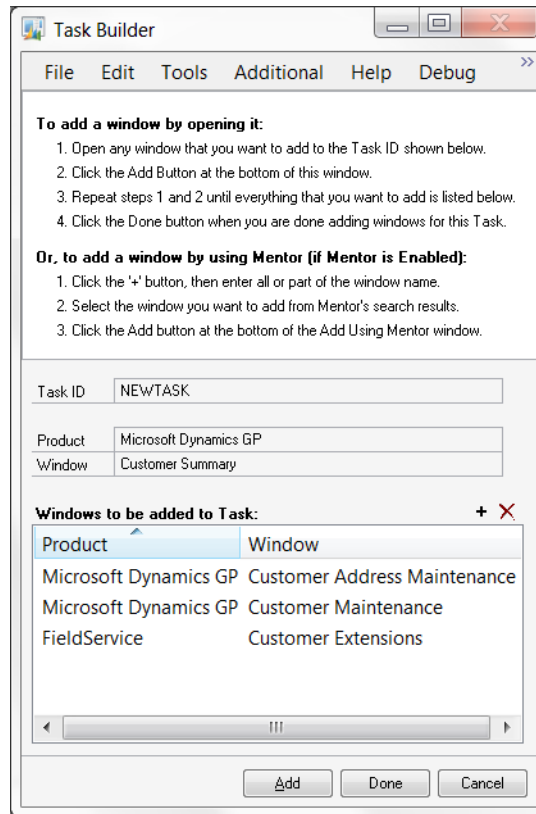 Task Builder
File Edit Tools Additional Help Debug »
To add a window by opening it:
1. Open any window that you want to add to the Task ID shown below.
2. Click the Add Button at the bottom of this window.
3. Repeat steps 1 and 2 until everything that you want to add is listed below.
4. Click the Done button when you are done adding windows for this Task.
Or, to add a window by using Mentor (if Mentor is Enabled):
1. Click the '+' button, then enter all or part of the window name.
2. Select the window you want to add from Mentor's search results.
3. Click the Add button at the bottom of the Add Using Mentor window.
Task ID NEWTASK
Product Microsoft Dynamics GP
Window Customer Summary
Windows to be added to Task: +
Product Window
Microsoft Dynamics GP Customer Address Maintenance
Microsoft Dynamics GP Customer Maintenance
FieldService Customer Extensions
Add Done Cancel